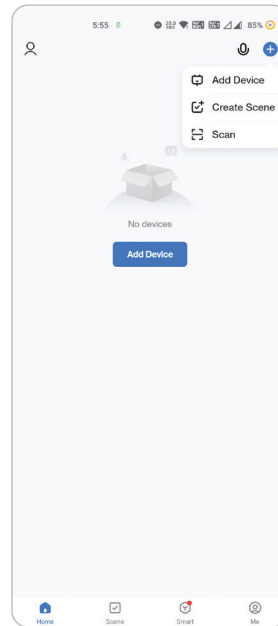 5:55
85%
Add Device
Create Scene
Scan
No devices
Add Device
Home Scene Smart Me